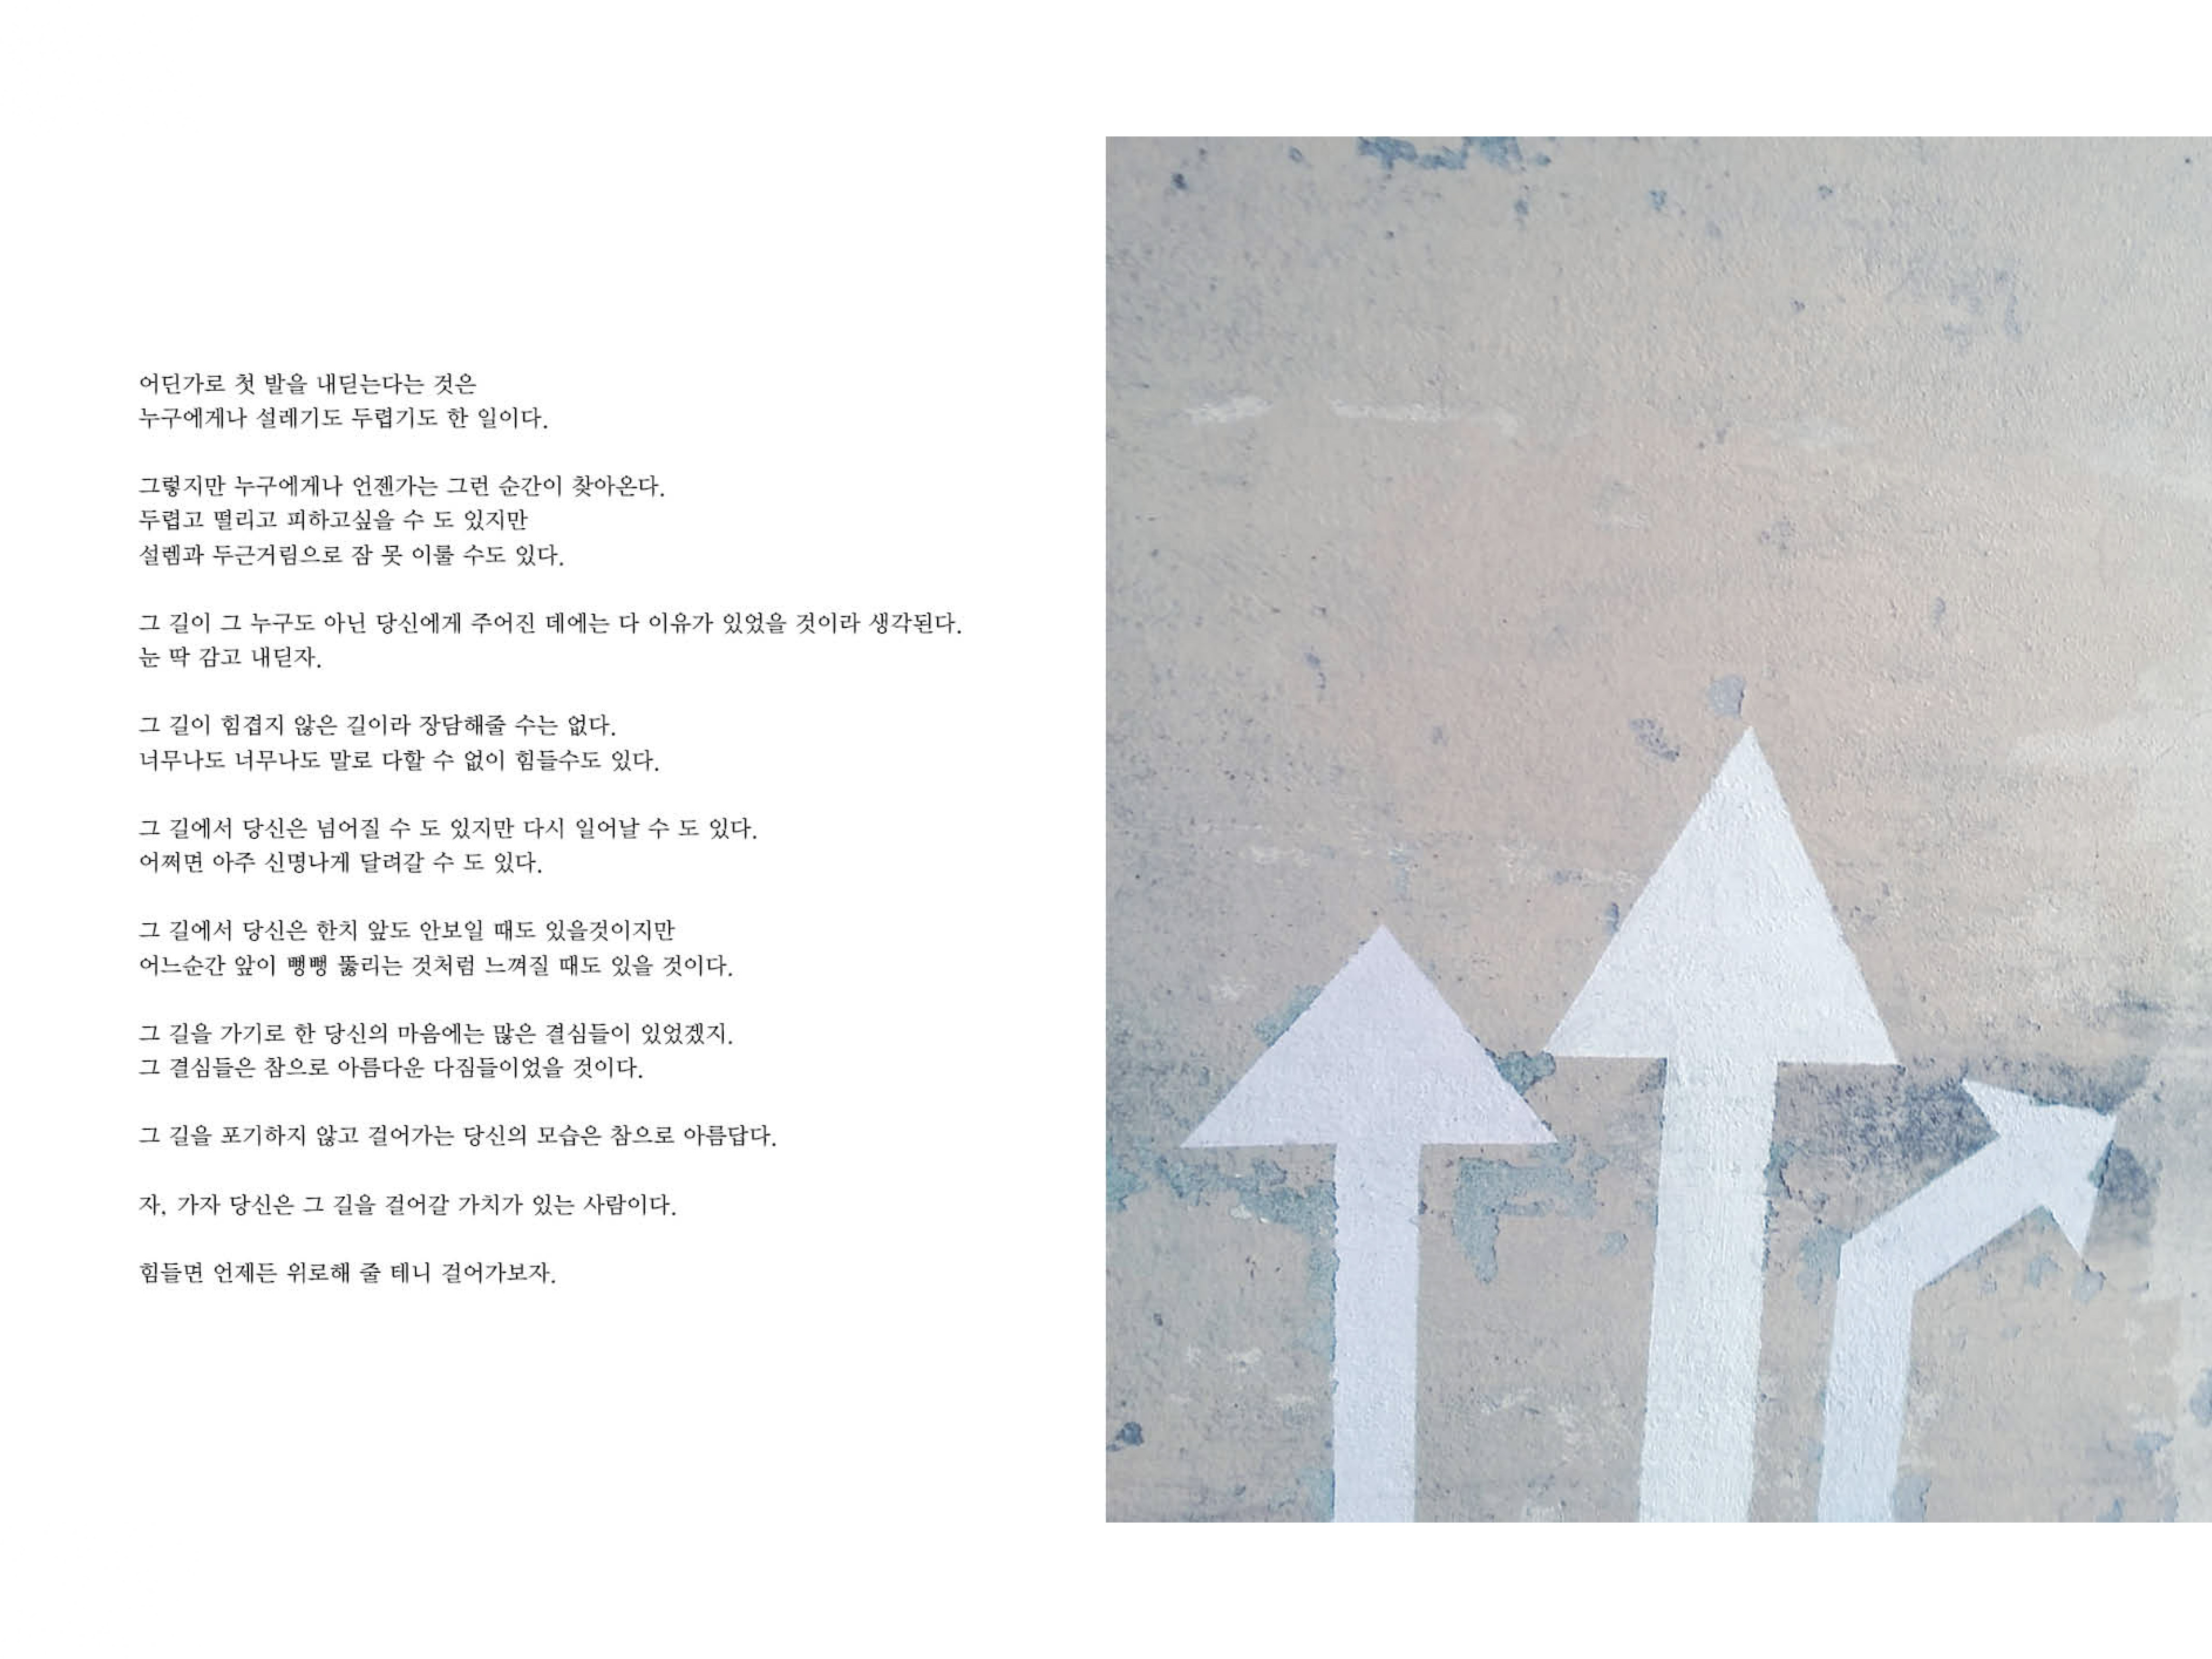 어딘가로 첫 발을 내딛는다는 것은
누구에게나 설레기도 두렵기도 한 일이다.
그렇지만 누구에게나 언젠가는 그런 순간이 찾아온다.
두렵고 떨리고 피하고싶을 수 도 있지만
설렘과 두근거림으로 잠 못 이룰 수도 있다.
그 길이 그 누구도 아닌 당신에게 주어진 데에는 다 이유가 있었을 것이라 생각된다.
눈 딱 감고 내딛자.
그 길이 힘겹지 않은 길이라 장담해줄 수는 없다.
너무나도 너무나도 말로 다할 수 없이 힘들수도 있다.
그 길에서 당신은 넘어질 수 도 있지만 다시 일어날 수 도 있다.
어쩌면 아주 신명나게 달려갈 수 도 있다.
그 길에서 당신은 한치 앞도 안보일 때도 있을것이지만
어느순간 앞이 뻥뻥 뚫리는 것처럼 느껴질 때도 있을 것이다.
그 길을 가기로 한 당신의 마음에는 많은 결심들이 있었겠지.
그 결심들은 참으로 아름다운 다짐들이었을 것이다.
그 길을 포기하지 않고 걸어가는 당신의 모습은 참으로 아름답다.
자, 가자 당신은 그 길을 걸어갈 가치가 있는 사람이다.
힘들면 언제든 위로해 줄 테니 걸어가보자.